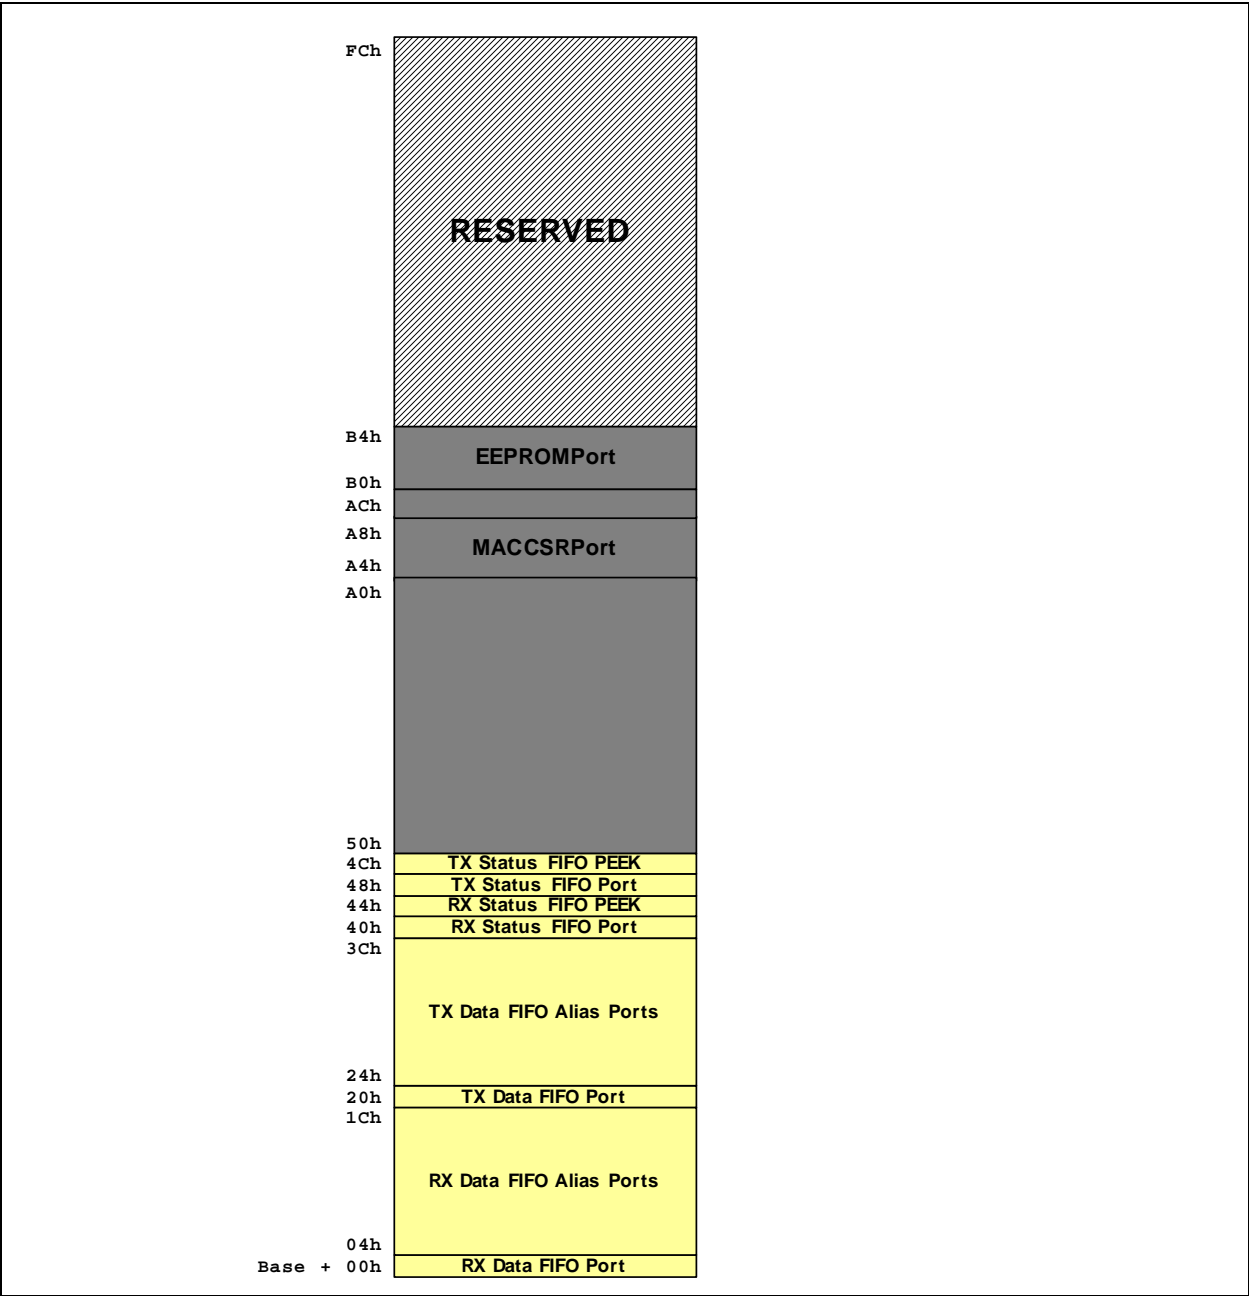 FCh
RESERVED
B4h
EEPROMPort
B0h
ACh
A8h
MACCSRPort
A4h
A0h
50h
4Ch TX Status FIFO PEEK
48h TX Status FIFO Port
44h RX Status FIFO PEEK
40h RX Status FIFO Port
3Ch
TX Data FIFO Alias Ports
24h
20h TX Data FIFO Port
1Ch
RX Data FIFO Alias Ports
04h
Base + 00h RX Data FIFO Port